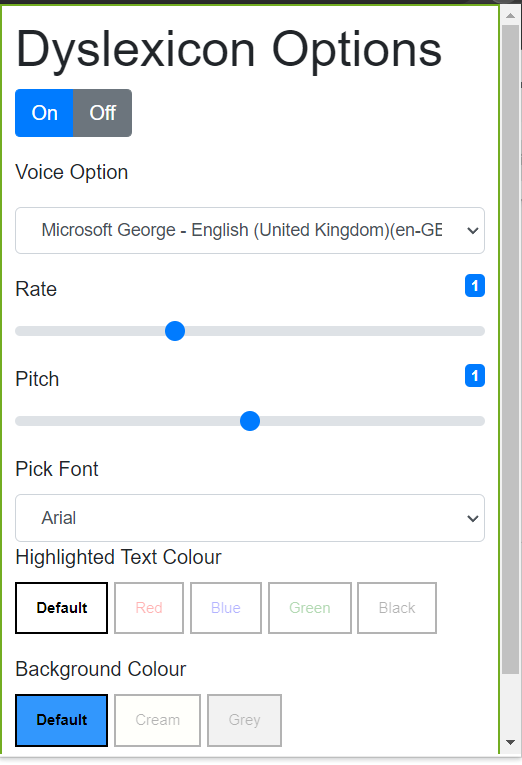 Dyslexicon Options
On Off
Voice Option
Microsoft George - English (United Kingdom)(en-GE
Rate 1
Pitch 1
Pick Font
Arial
Highlighted Text Colour
Default Red Blue Green Black
Background Colour
Default Cream Grey